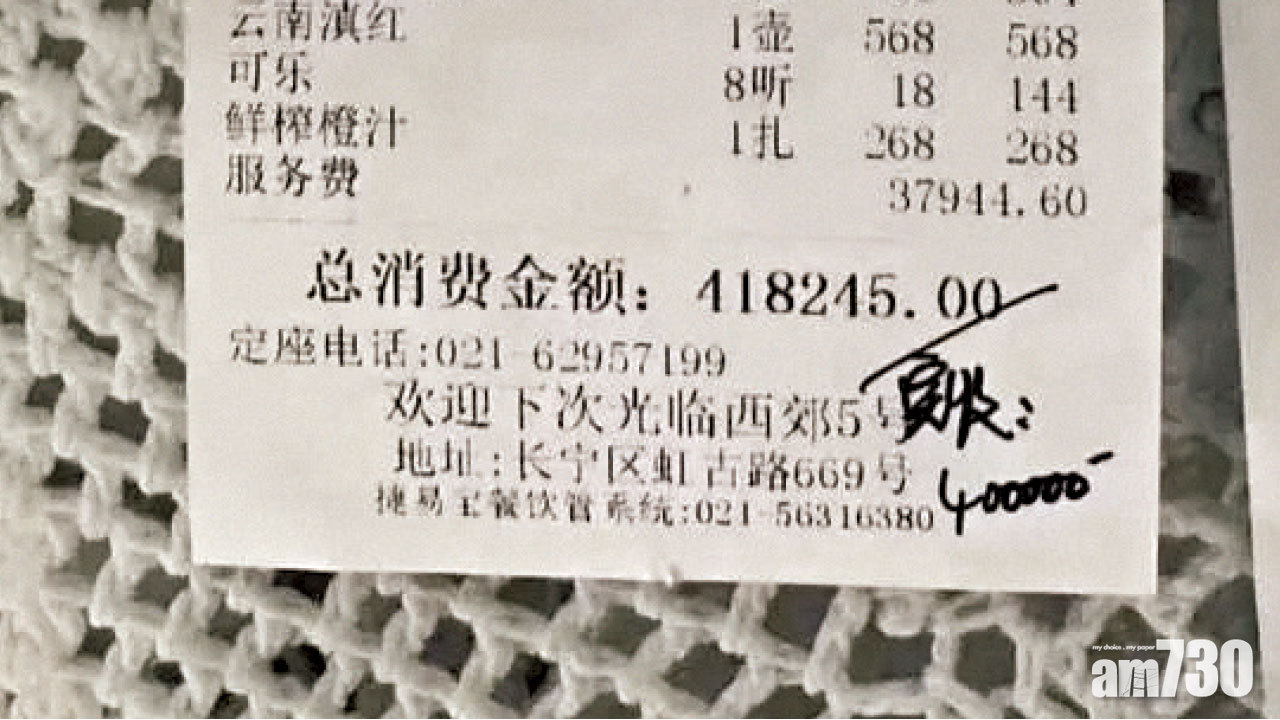 云南滇红 1壶 568 568
可乐 8听 18 144
鲜榨橙汁 1扎 268 268
服务费 37944.60
总消费金额: 418245.00
定座电话:021-62957199
欢迎下次光临西郊5号
实收:
地址:长宁区虹古路669号
400000
捷易宝餐饮管系统:021-56316380
my choice . my paper
am730